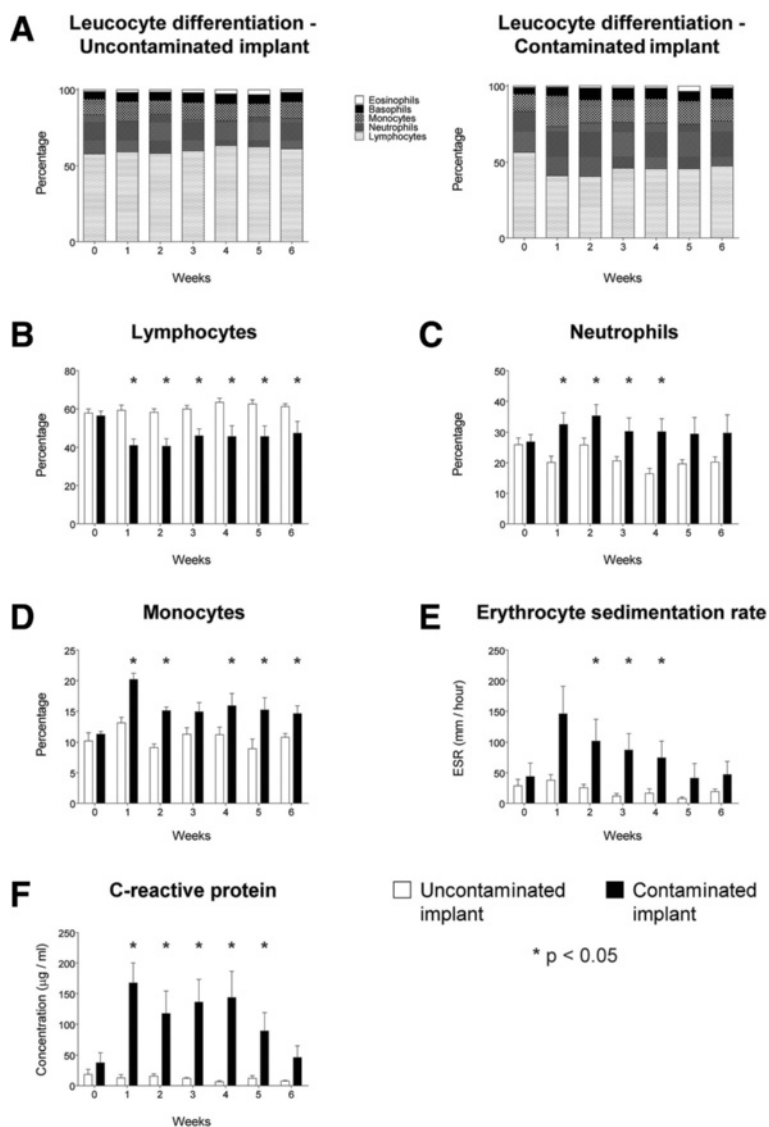 A
Leucocyte differentiation -
Uncontaminated implant
Percentage
100
50
0
0 1 2 3 4 5 6
Weeks
Eosinophils
Basophils
Monocytes
Neutrophils
Lymphocytes
Leucocyte differentiation -
Contaminated implant
Percentage
100
50
0
0 1 2 3 4 5 6
Weeks
B
Lymphocytes
Percentage
80
60
40
20
0
* * * * * *
0 1 2 3 4 5 6
Weeks
C
Neutrophils
Percentage
50
40
30
20
10
0
* * * *
0 1 2 3 4 5 6
Weeks
D
Monocytes
Percentage
25
20
15
10
5
0
* * * * *
0 1 2 3 4 5 6
Weeks
E
Erythrocyte sedimentation rate
ESR (mm / hour)
250
200
150
100
50
0
* * *
0 1 2 3 4 5 6
Weeks
F
C-reactive protein
Concentration (µg / ml)
250
200
150
100
50
0
* * * * *
0 1 2 3 4 5 6
Weeks
Uncontaminated
implant
Contaminated
implant
* p < 0.05